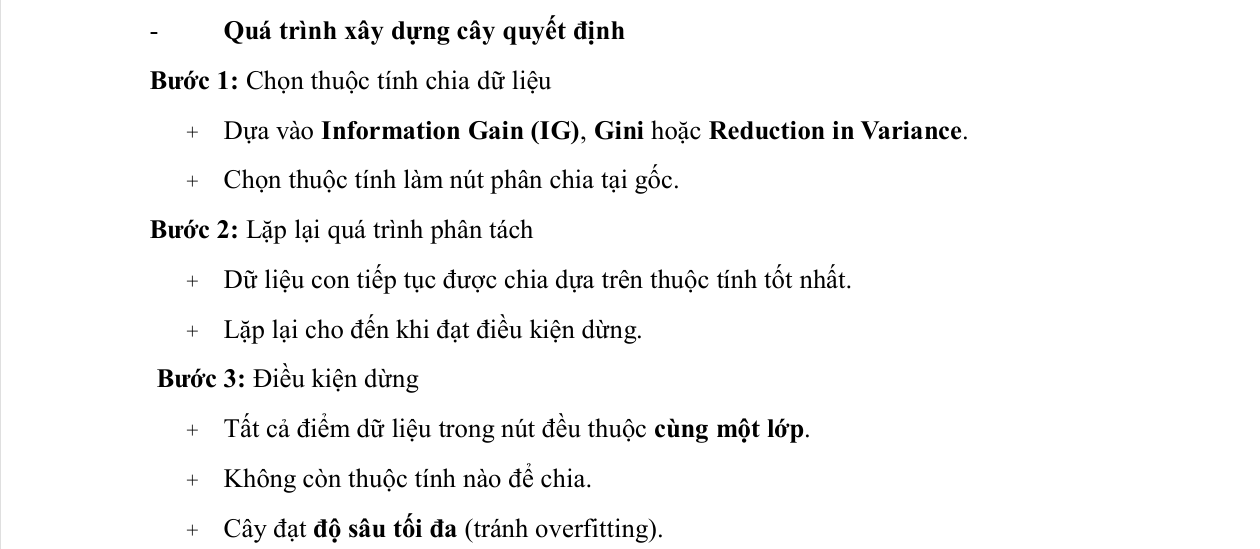 - Quá trình xây dựng cây quyết định
Bước 1: Chọn thuộc tính chia dữ liệu
+ Dựa vào Information Gain (IG), Gini hoặc Reduction in Variance.
+ Chọn thuộc tính làm nút phân chia tại gốc.
Bước 2: Lặp lại quá trình phân tách
+ Dữ liệu con tiếp tục được chia dựa trên thuộc tính tốt nhất.
+ Lặp lại cho đến khi đạt điều kiện dừng.
Bước 3: Điều kiện dừng
+ Tất cả điểm dữ liệu trong nút đều thuộc cùng một lớp.
+ Không còn thuộc tính nào để chia.
+ Cây đạt độ sâu tối đa (tránh overfitting).